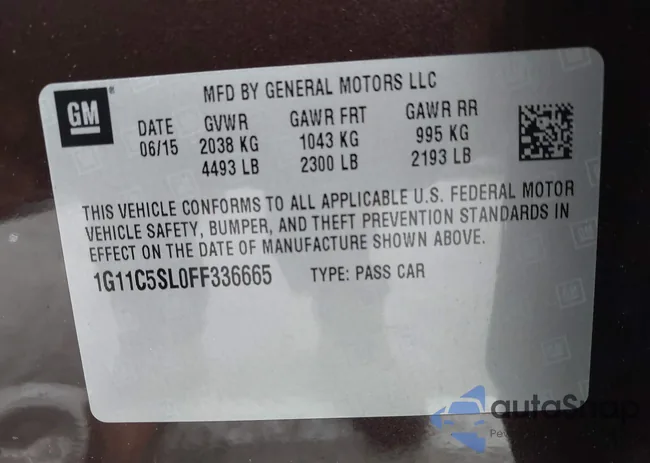 GM
MFD BY GENERAL MOTORS LLC
DATE GVWR GAWR FRT GAWR RR
06/15 2038 KG 1043 KG 995 KG
4493 LB 2300 LB 2193 LB
THIS VEHICLE CONFORMS TO ALL APPLICABLE U.S. FEDERAL MOTOR
VEHICLE SAFETY, BUMPER, AND THEFT PREVENTION STANDARDS IN
EFFECT ON THE DATE OF MANUFACTURE SHOWN ABOVE.
1G11C5SL0FF336665 TYPE: PASS CAR
autoSnap